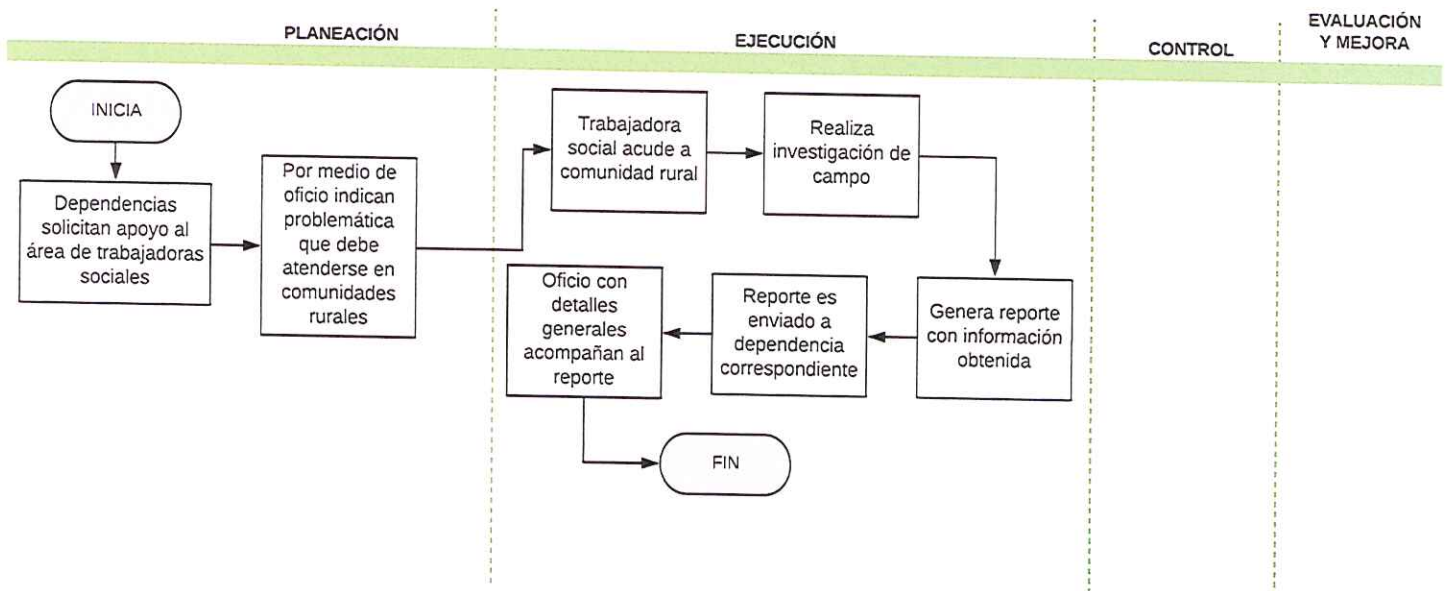 PLANEACIÓN
EJECUCIÓN
CONTROL
EVALUACIÓN
Y MEJORA
INICIA
Dependencias
solicitan apoyo al
área de trabajadoras
sociales
Por medio de
oficio indican
problemática
que debe
atenderse en
comunidades
rurales
Trabajadora
social acude a
comunidad rural
Realiza
investigación de
campo
Genera reporte
con información
obtenida
Reporte es
enviado a
dependencia
correspondiente
Oficio con
detalles
generales
acompañan al
reporte
FIN